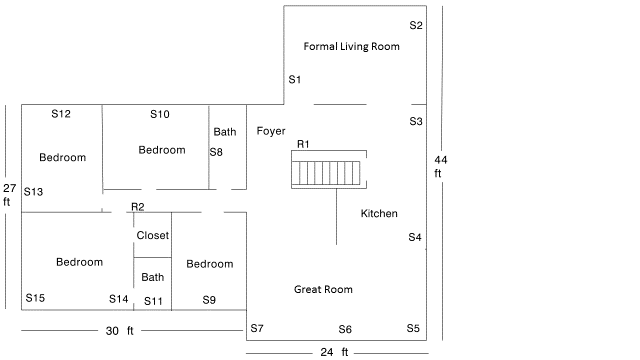 S2
Formal Living Room
S1
S12
S10
Bath
Foyer
S3
R1
S8
Bedroom
Bedroom
44
ft
27
ft
S13
R2
Kitchen
Closet
S4
Bedroom
Bedroom
Bath
Great Room
S15
S14
S11
S9
S7
S6
S5
30 ft
24 ft